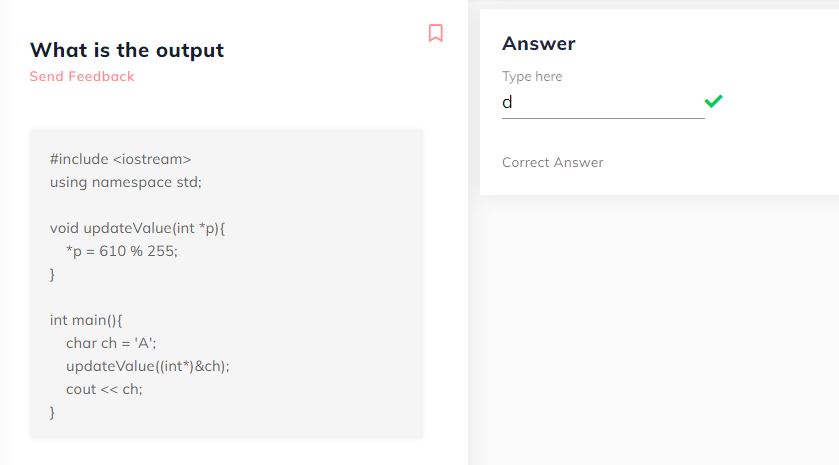 What is the output
Send Feedback
#include <iostream>
using namespace std;
void updateValue(int *p){
    *p = 610 % 255;
}
int main(){
    char ch = 'A';
    updateValue((int*)&ch);
    cout << ch;
}
Answer
Type here
d
Correct Answer